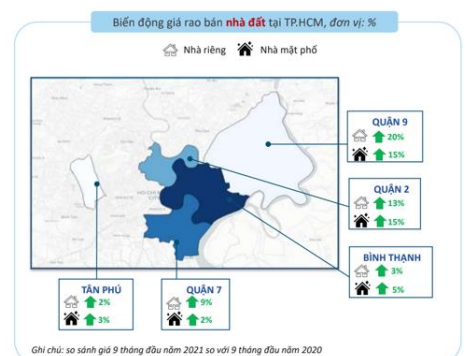 Biến động giá rao bán nhà đất tại TP.HCM, đơn vị: %
Nhà riêng Nhà mặt phố
QUẬN 9
20%
15%
QUẬN 2
13%
15%
BÌNH THẠNH
3%
5%
TÂN PHÚ
2%
3%
QUẬN 7
9%
2%
Ghi chú: so sánh giá 9 tháng đầu năm 2021 so với 9 tháng đầu năm 2020